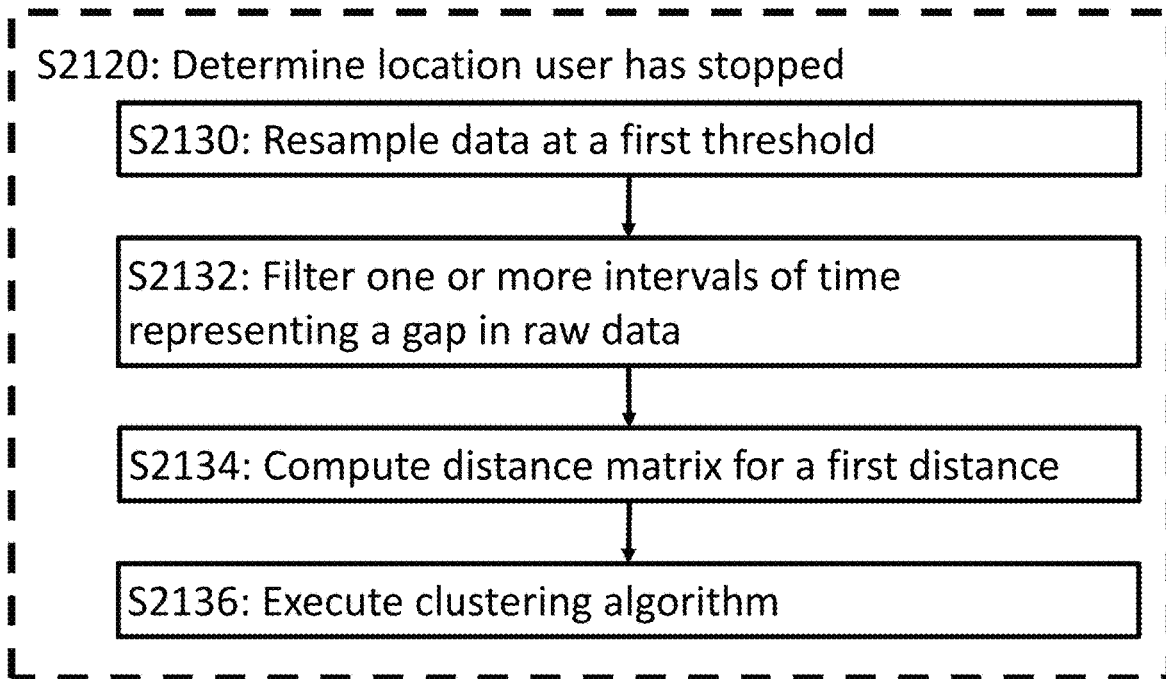 S2120: Determine location user has stopped
S2130: Resample data at a first threshold
S2132: Filter one or more intervals of time
representing a gap in raw data
S2134: Compute distance matrix for a first distance
S2136: Execute clustering algorithm